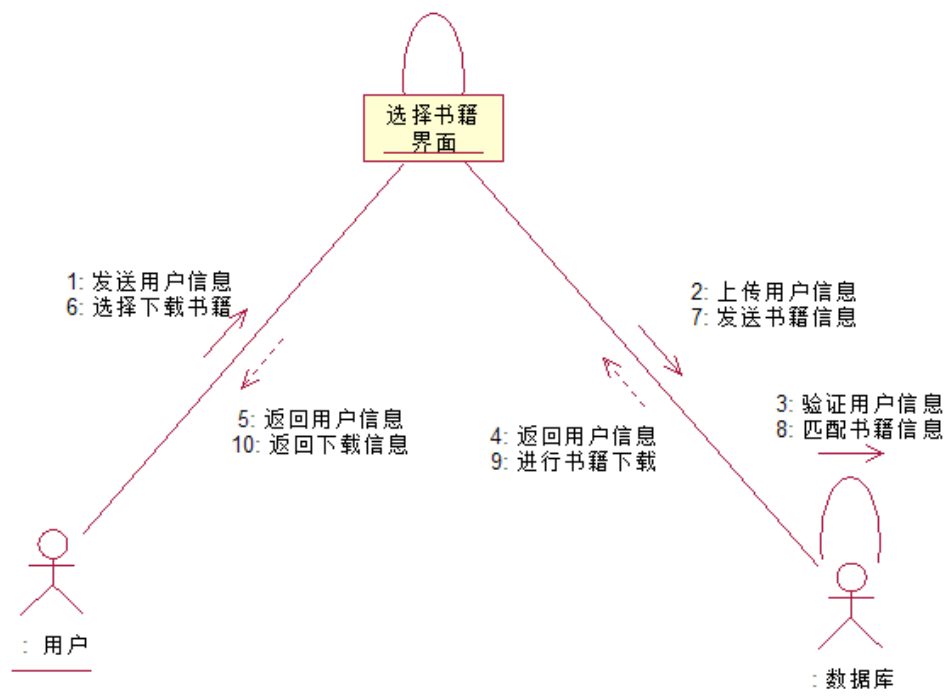 选择书籍
界面
1: 发送用户信息
6: 选择下载书籍
2: 上传用户信息
7: 发送书籍信息
3: 验证用户信息
8: 匹配书籍信息
5: 返回用户信息
10: 返回下载信息
4: 返回用户信息
9: 进行书籍下载
: 用户
: 数据库